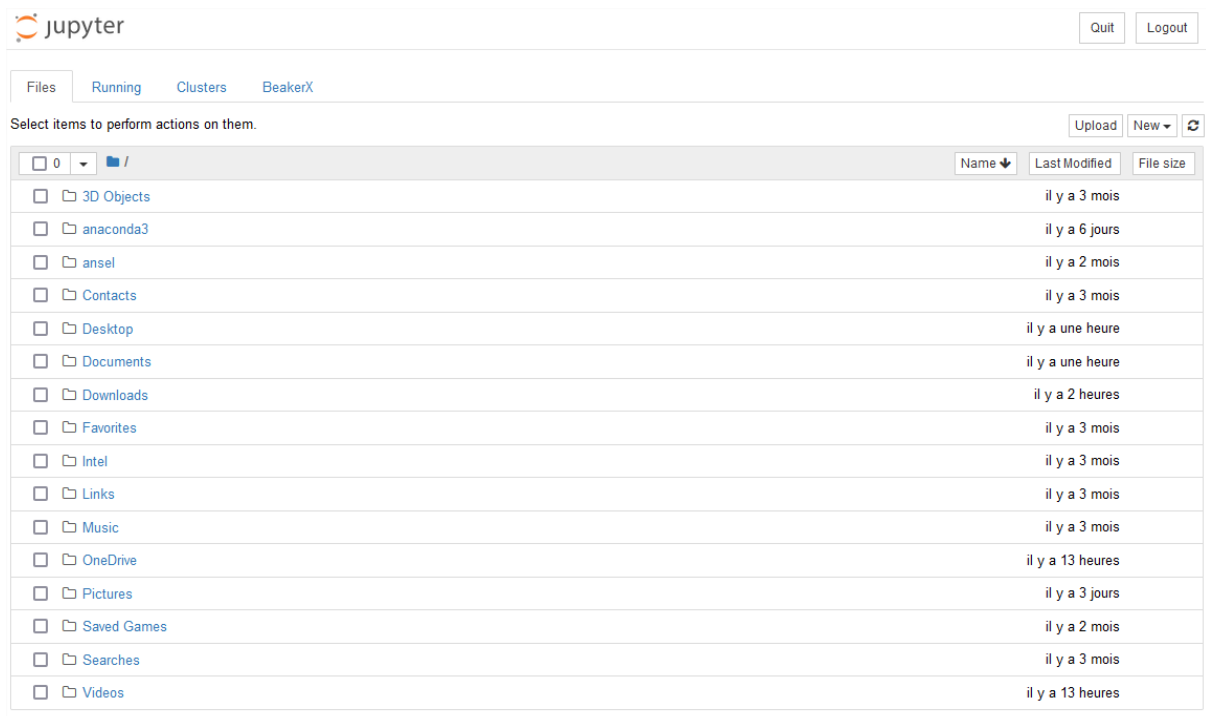 jupyter Quit Logout
Files Running Clusters BeakerX
Select items to perform actions on them. Upload New
0 / Name Last Modified File size
3D Objects il y a 3 mois
anaconda3 il y a 6 jours
ansel il y a 2 mois
Contacts il y a 3 mois
Desktop il y a une heure
Documents il y a une heure
Downloads il y a 2 heures
Favorites il y a 3 mois
Intel il y a 3 mois
Links il y a 3 mois
Music il y a 3 mois
OneDrive il y a 13 heures
Pictures il y a 3 jours
Saved Games il y a 2 mois
Searches il y a 3 mois
Videos il y a 13 heures